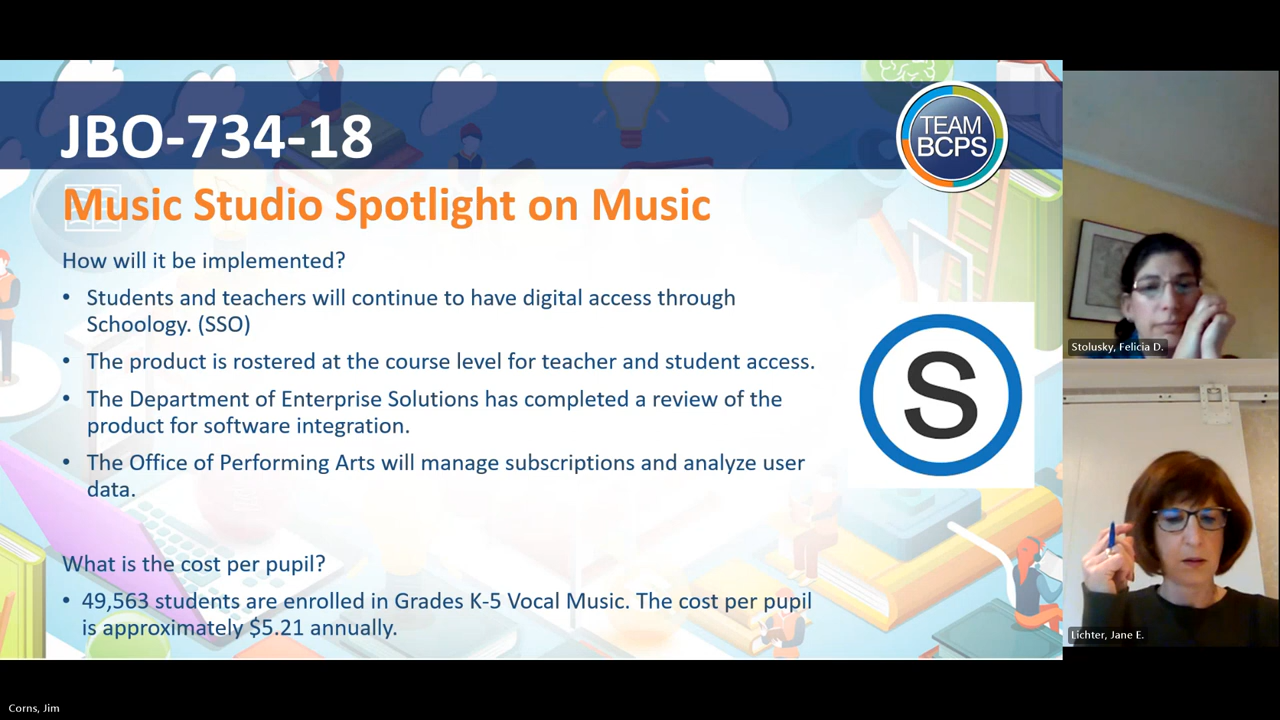 JBO-734-18
TEAM
BCPS
Music Studio Spotlight on Music
How will it be implemented?
• Students and teachers will continue to have digital access through
Schoology. (SSO)
• The product is rostered at the course level for teacher and student access.
• The Department of Enterprise Solutions has completed a review of the
product for software integration.
• The Office of Performing Arts will manage subscriptions and analyze user
data.
S
What is the cost per pupil?
• 49,563 students are enrolled in Grades K-5 Vocal Music. The cost per pupil
is approximately $5.21 annually.
Stolusky, Felicia D.
Lichter, Jane E.
Corns, Jim